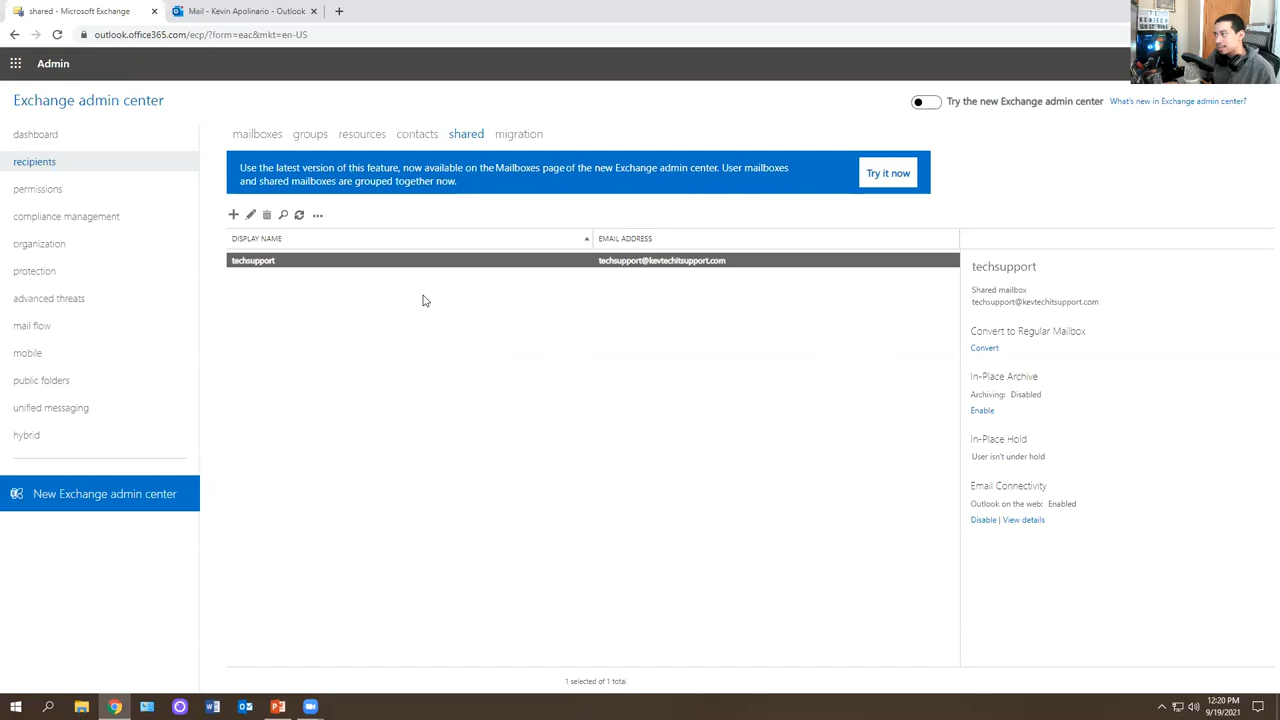 shared - Microsoft Exchange
Mail - Kevin Apolinario - Outlook
outlook.office365.com/ecp/?form=eac&mkt=en-US
Admin
Exchange admin center
Try the new Exchange admin center
What's new in Exchange admin center?
dashboard
recipients
permissions
compliance management
organization
protection
advanced threats
mail flow
mobile
public folders
unified messaging
hybrid
New Exchange admin center
mailboxes groups resources contacts shared migration
Use the latest version of this feature, now available on the Mailboxes page of the new Exchange admin center. User mailboxes
and shared mailboxes are grouped together now.
Try it now
DISPLAY NAME EMAIL ADDRESS
techsupport techsupport@kevtechitsupport.com
techsupport
Shared mailbox
techsupport@kevtechitsupport.com
Convert to Regular Mailbox
Convert
In-Place Archive
Archiving: Disabled
Enable
In-Place Hold
User isn't under hold
Email Connectivity
Outlook on the web: Enabled
Disable | View details
1 selected of 1 total
12:20 PM
9/19/2021